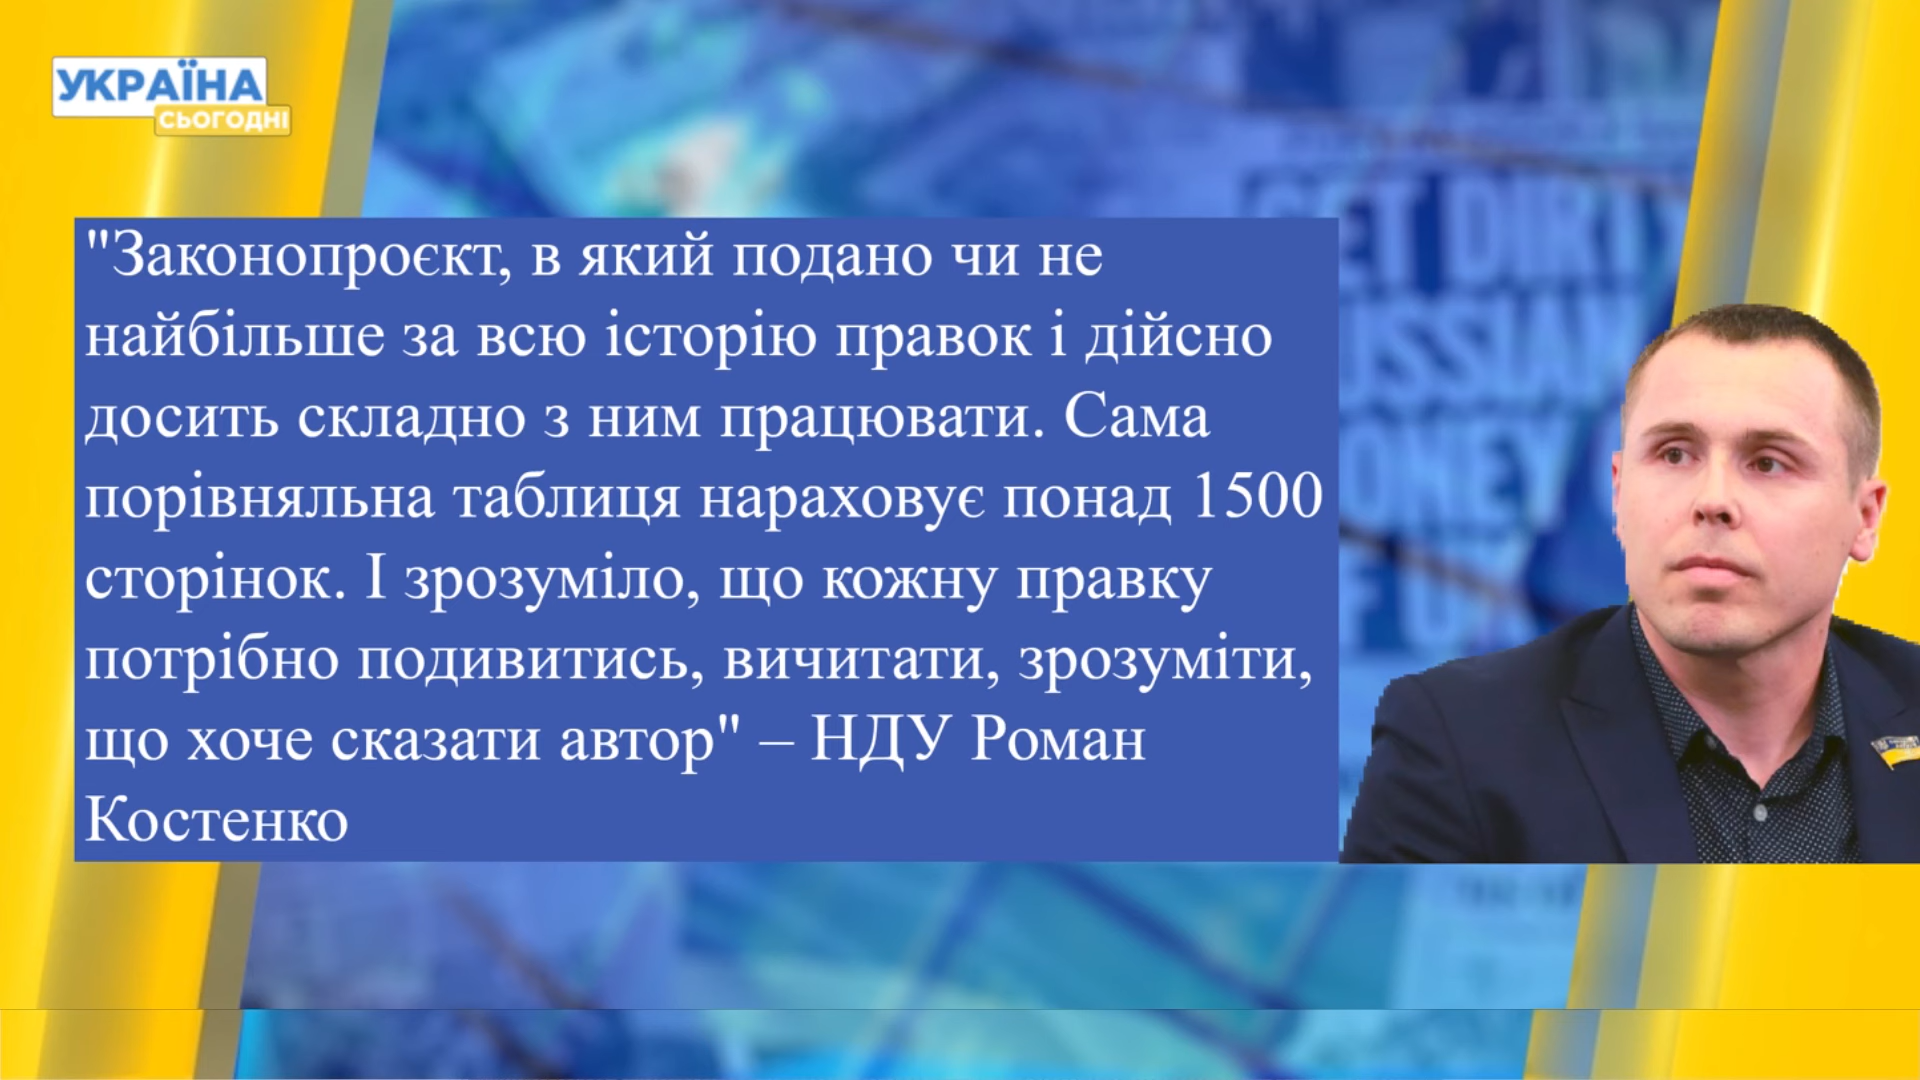 УКРАЇНА
СЬОГОДНІ
"Законопроєкт, в який подано чи не
найбільше за всю історію правок і дійсно
досить складно з ним працювати. Сама
порівняльна таблиця нараховує понад 1500
сторінок. І зрозуміло, що кожну правку
потрібно подивитись, вичитати, зрозуміти,
що хоче сказати автор" – НДУ Роман
Костенко
DIRTY